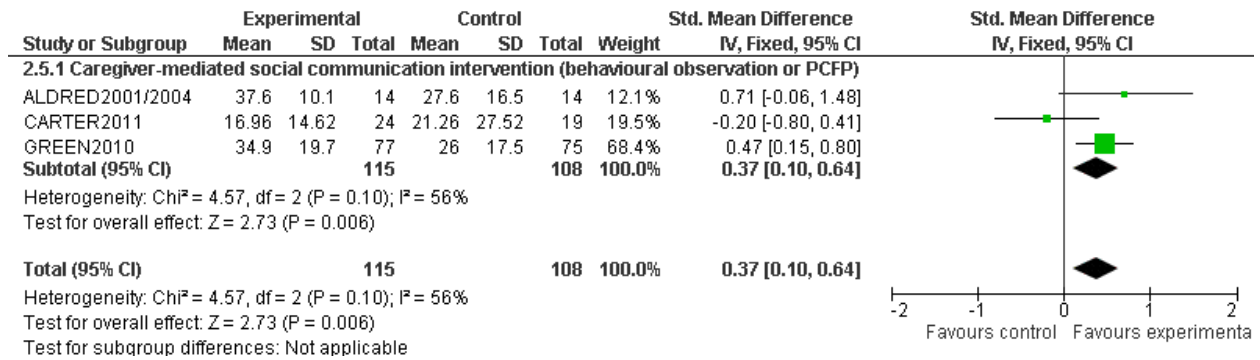 Experimental Control Std. Mean Difference Std. Mean Difference
Study or Subgroup Mean SD Total Mean SD Total Weight IV, Fixed, 95% CI IV, Fixed, 95% CI
2.5.1 Caregiver-mediated social communication intervention (behavioural observation or PCFP)
ALDRED2001/2004 37.6 10.1 14 27.6 16.5 14 12.1% 0.71 [-0.06, 1.48]
CARTER2011 16.96 14.62 24 21.26 27.52 19 19.5% -0.20 [-0.80, 0.41]
GREEN2010 34.9 19.7 77 26 17.5 75 68.4% 0.47 [0.15, 0.80]
Subtotal (95% CI) 115 108 100.0% 0.37 [0.10, 0.64]
Heterogeneity: Chi² = 4.57, df = 2 (P = 0.10); I² = 56%
Test for overall effect: Z = 2.73 (P = 0.006)
Total (95% CI) 115 108 100.0% 0.37 [0.10, 0.64]
Heterogeneity: Chi² = 4.57, df = 2 (P = 0.10); I² = 56%
Test for overall effect: Z = 2.73 (P = 0.006)
Test for subgroup differences: Not applicable
-2 -1 0 1 2
Favours control Favours experimenta